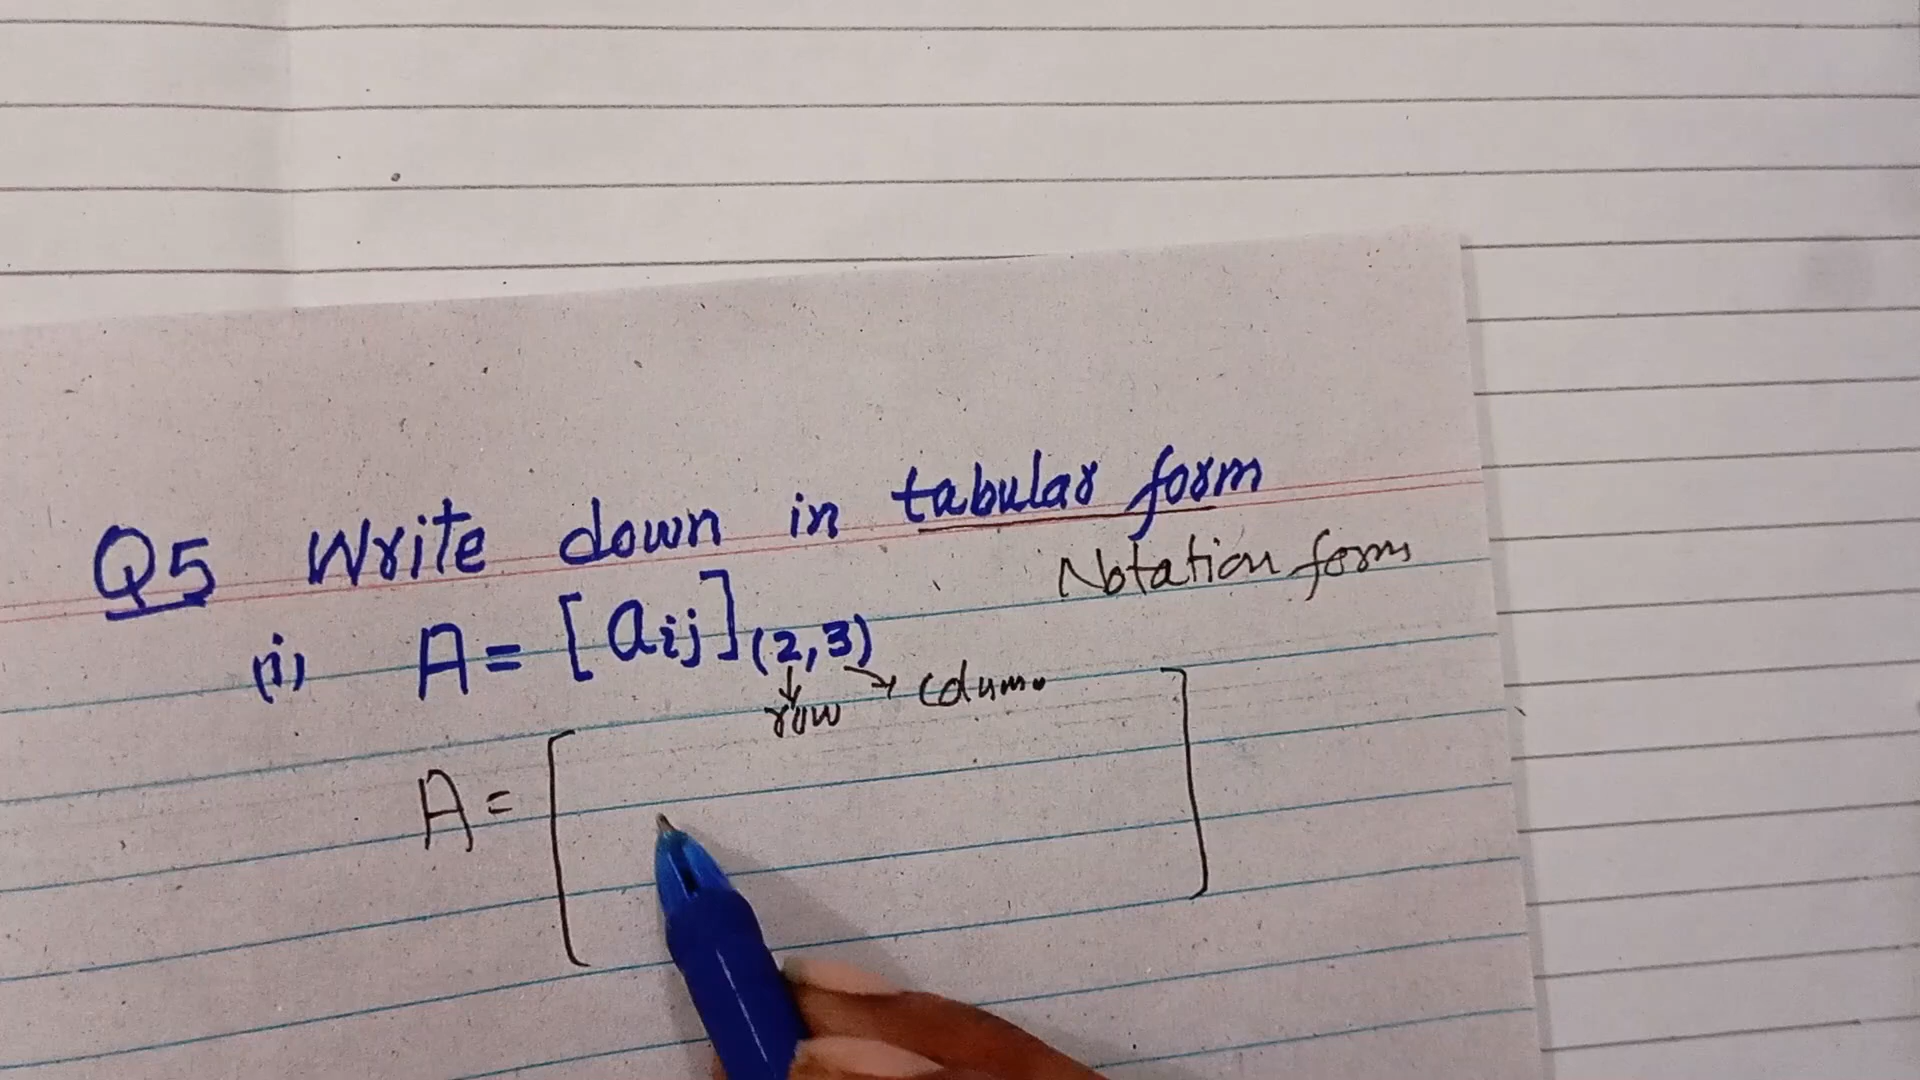 Q5 Write down in tabular form
Notation form
(i) A = [aij](2,3)
row → column
A =